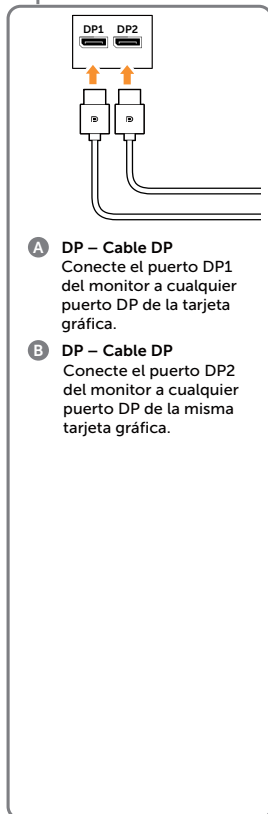 DP1 DP2
A DP – Cable DP
Conecte el puerto DP1
del monitor a cualquier
puerto DP de la tarjeta
gráfica.
B DP – Cable DP
Conecte el puerto DP2
del monitor a cualquier
puerto DP de la misma
tarjeta gráfica.